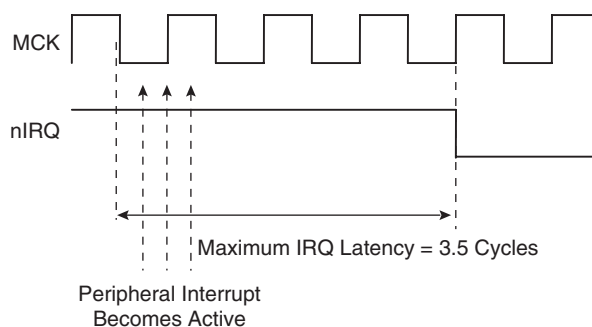 MCK
nIRQ
Maximum IRQ Latency = 3.5 Cycles
Peripheral Interrupt
Becomes Active